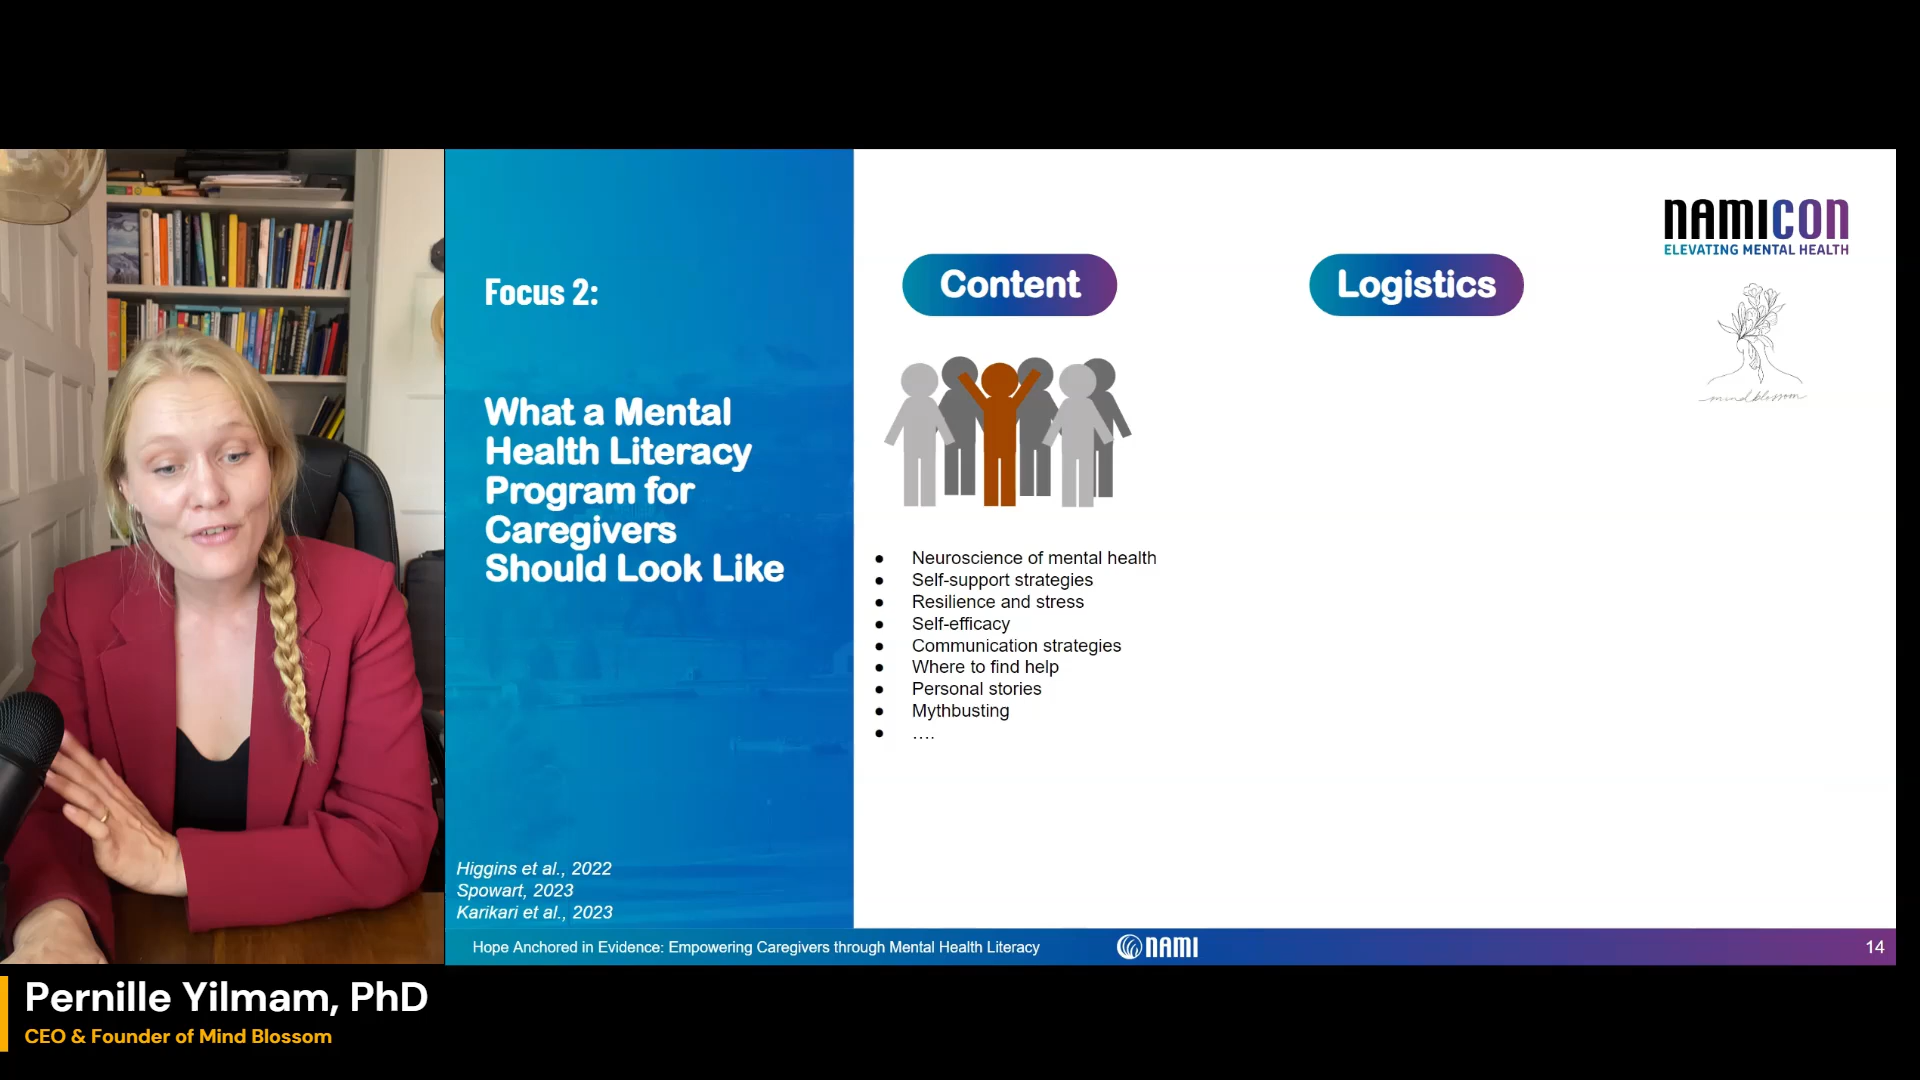 Focus 2:
What a Mental
Health Literacy
Program for
Caregivers
Should Look Like
Higgins et al., 2022
Spowart, 2023
Karikari et al., 2023
Content
Logistics
NAMICON
ELEVATING MENTAL HEALTH
mind blossom
● Neuroscience of mental health
● Self-support strategies
● Resilience and stress
● Self-efficacy
● Communication strategies
● Where to find help
● Personal stories
● Mythbusting
● ....
Hope Anchored in Evidence: Empowering Caregivers through Mental Health Literacy
NAMI
14
Pernille Yilmam, PhD
CEO & Founder of Mind Blossom